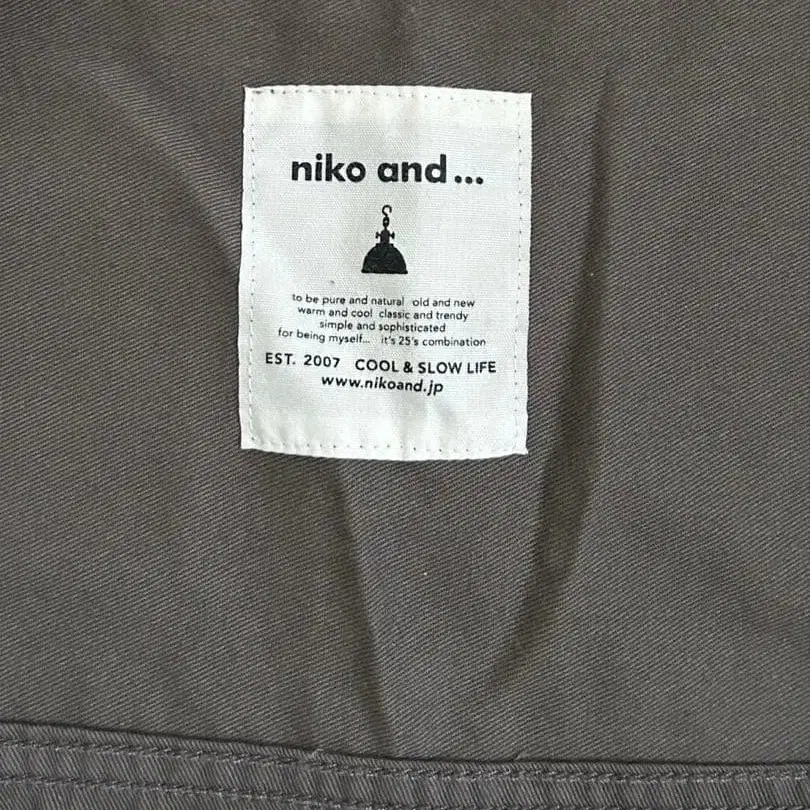 niko and...
to be pure and natural old and new
warm and cool classic and trendy
simple and sophisticated
for being myself... it's 25's combination
EST. 2007 COOL & SLOW LIFE
www.nikoand.jp